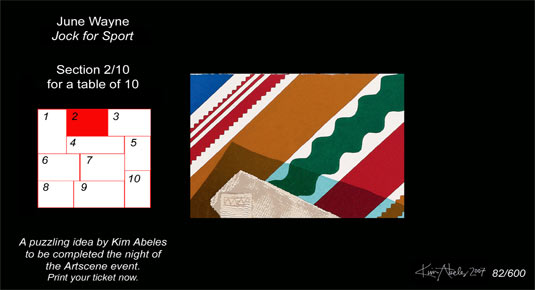 June Wayne
Jock for Sport
Section 2/10
for a table of 10
1 2 3
4 5
6 7
10
8 9
A puzzling idea by Kim Abeles
to be completed the night of
the Artscene event.
Print your ticket now.
Kim Abeles 2007 82/600